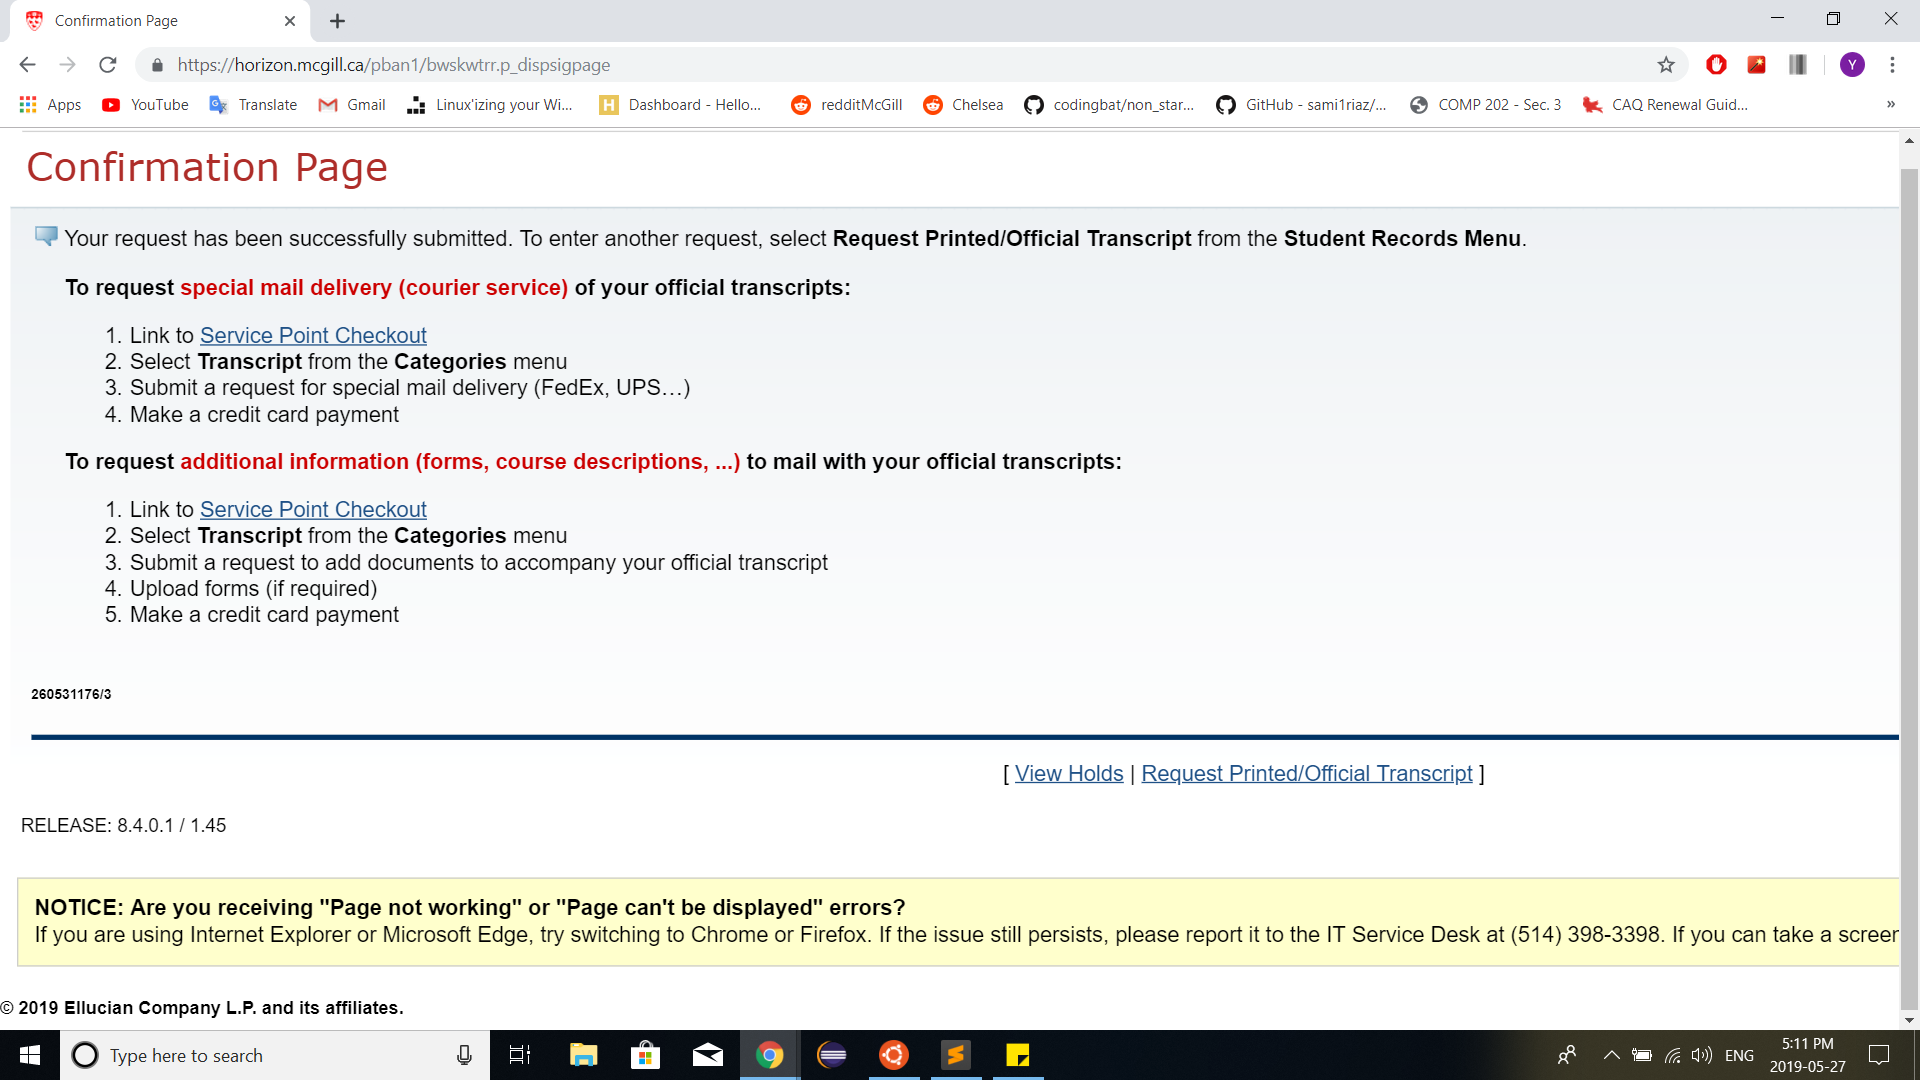 Confirmation Page
https://horizon.mcgill.ca/pban1/bwskwtrr.p_dispsigpage
Y
Apps YouTube Translate Gmail Linux'izing your Wi... Dashboard - Hello... redditMcGill Chelsea codingbat/non_star... GitHub - sami1riaz/... COMP 202 - Sec. 3 CAQ Renewal Guid... »
Confirmation Page
Your request has been successfully submitted. To enter another request, select Request Printed/Official Transcript from the Student Records Menu.
To request special mail delivery (courier service) of your official transcripts:
1. Link to Service Point Checkout
2. Select Transcript from the Categories menu
3. Submit a request for special mail delivery (FedEx, UPS…)
4. Make a credit card payment
To request additional information (forms, course descriptions, ...) to mail with your official transcripts:
1. Link to Service Point Checkout
2. Select Transcript from the Categories menu
3. Submit a request to add documents to accompany your official transcript
4. Upload forms (if required)
5. Make a credit card payment
260531176/3
[ View Holds | Request Printed/Official Transcript ]
RELEASE: 8.4.0.1 / 1.45
NOTICE: Are you receiving "Page not working" or "Page can't be displayed" errors?
If you are using Internet Explorer or Microsoft Edge, try switching to Chrome or Firefox. If the issue still persists, please report it to the IT Service Desk at (514) 398-3398. If you can take a screer
© 2019 Ellucian Company L.P. and its affiliates.
Type here to search
ENG
5:11 PM
2019-05-27